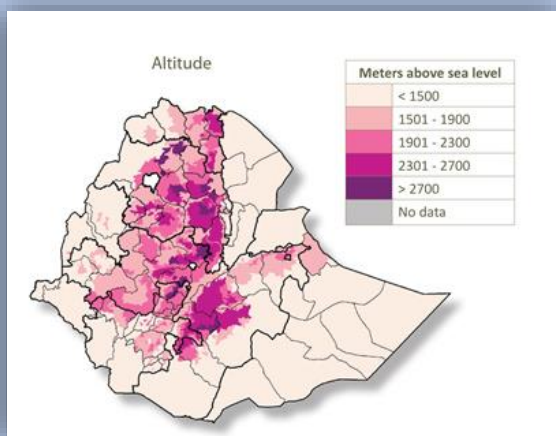 Altitude
Meters above sea level
< 1500
1501 - 1900
1901 - 2300
2301 - 2700
> 2700
No data